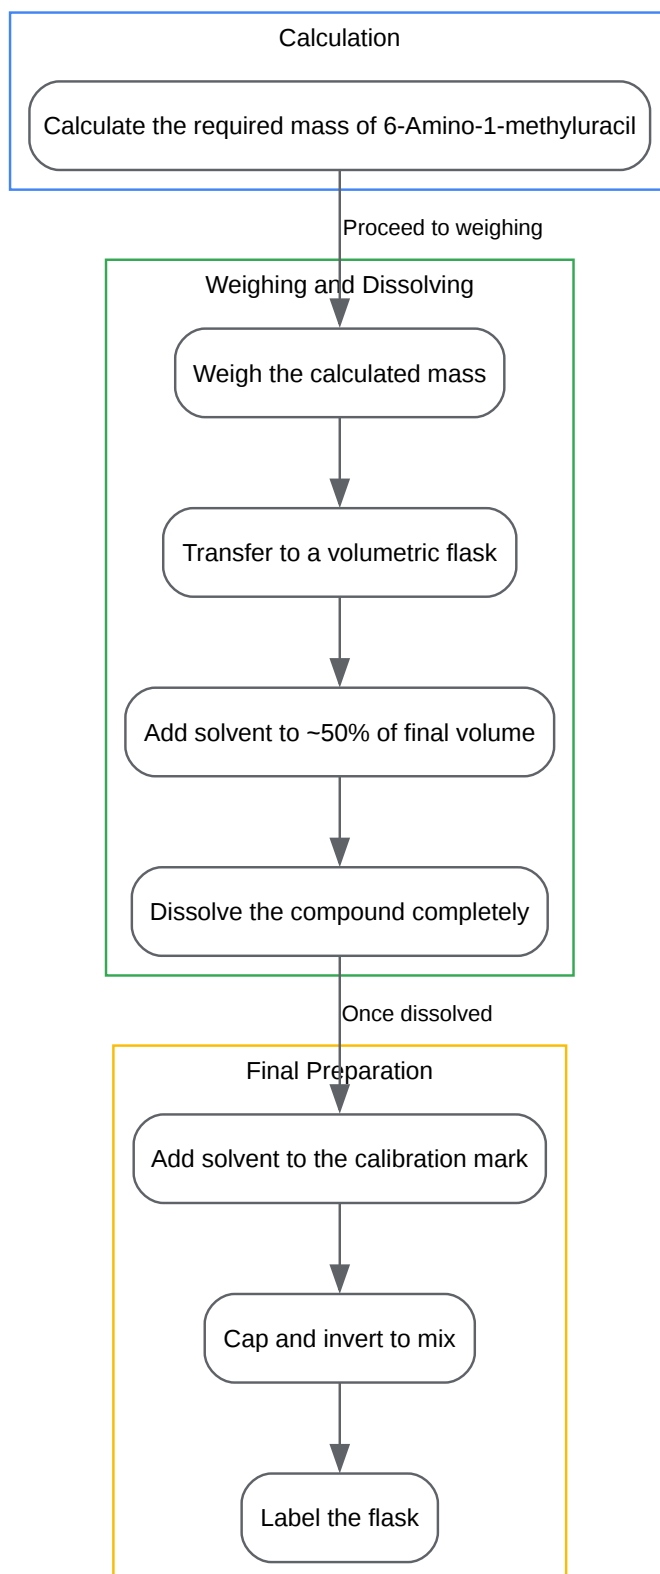 Calculation
Calculate the required mass of 6-Amino-1-methyluracil
Proceed to weighing
Weighing and Dissolving
Weigh the calculated mass
Transfer to a volumetric flask
Add solvent to ~50% of final volume
Dissolve the compound completely
Once dissolved
Final Preparation
Add solvent to the calibration mark
Cap and invert to mix
Label the flask